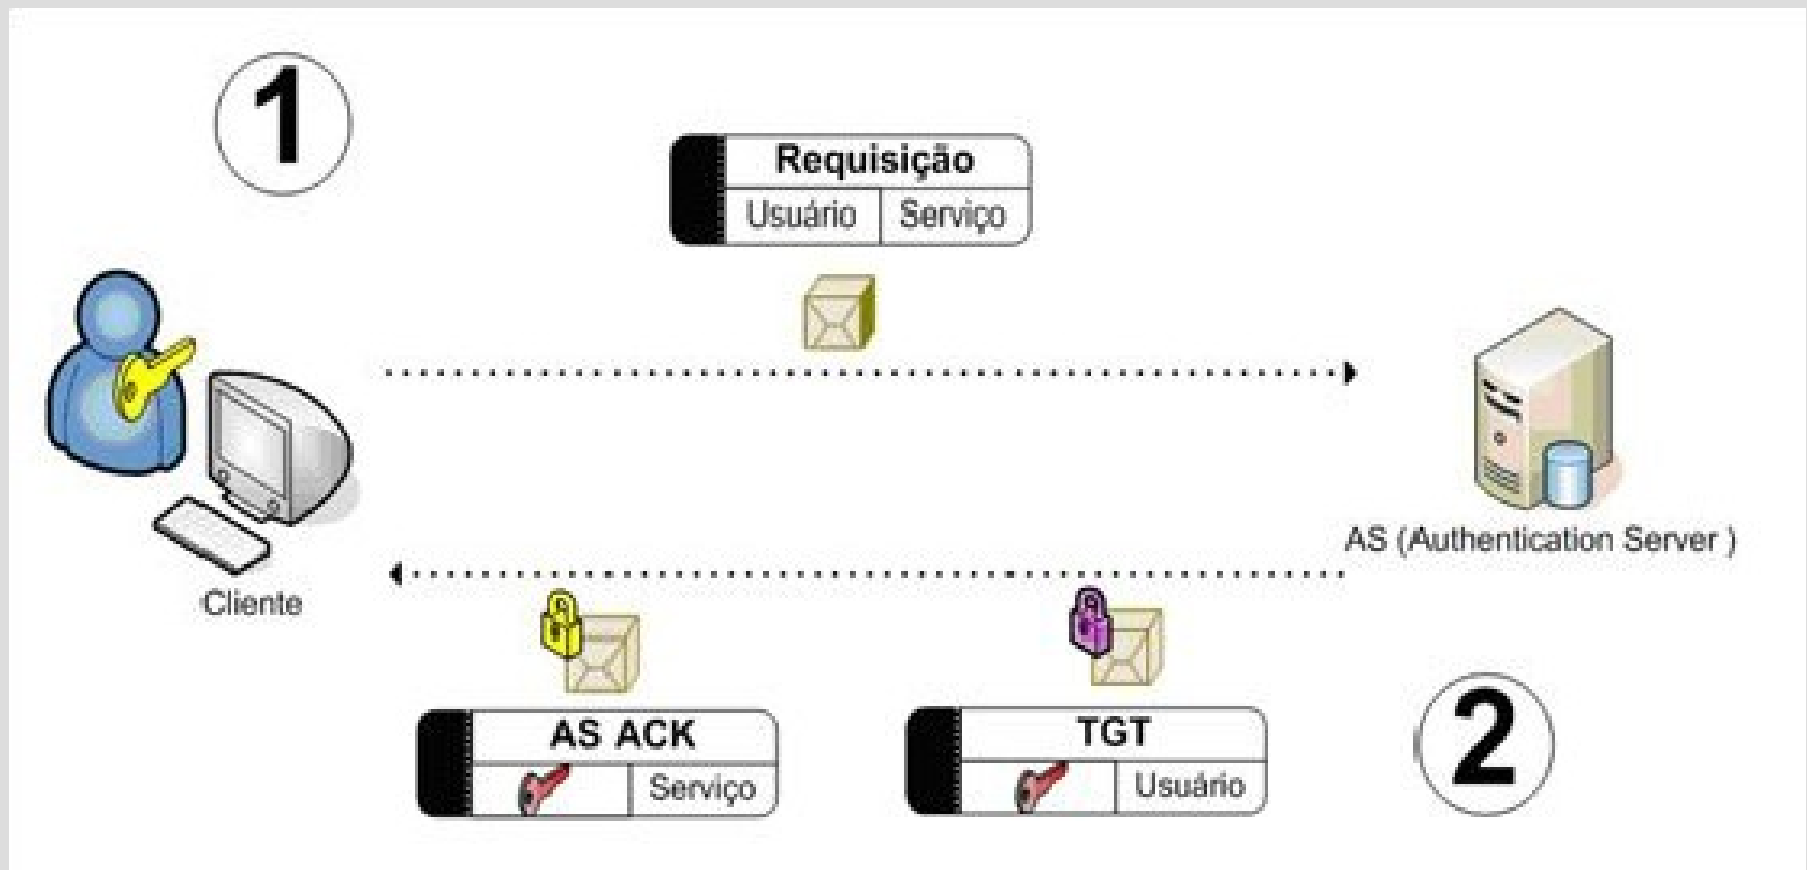 1
Requisição
Usuário Serviço
AS (Authentication Server )
Cliente
AS ACK
Serviço
TGT
Usuário
2